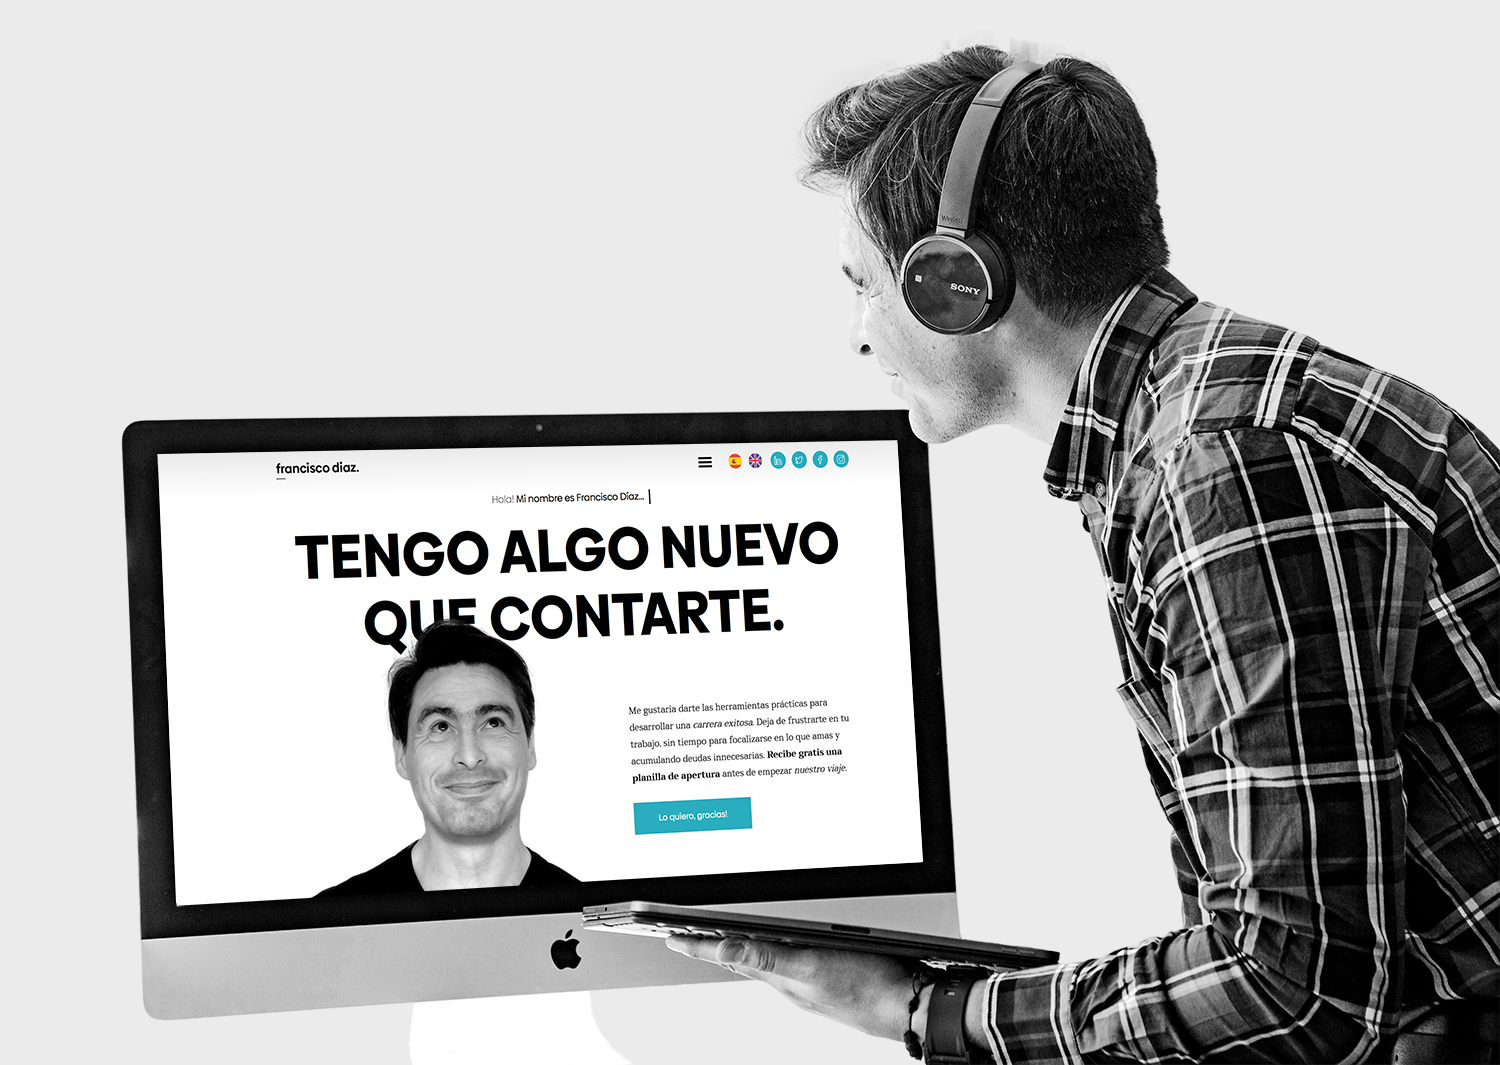 francisco diaz.
Hola! Mi nombre es Francisco Díaz...
TENGO ALGO NUEVO
QUE CONTARTE.
Me gustaría darte las herramientas prácticas para
desarrollar una carrera exitosa. Deja de frustrarte en tu
trabajo, sin tiempo para focalizarse en lo que amas y
acumulando deudas innecesarias. Recibe gratis una
planilla de apertura antes de empezar nuestro viaje.
Lo quiero, gracias!
Wireless
SONY